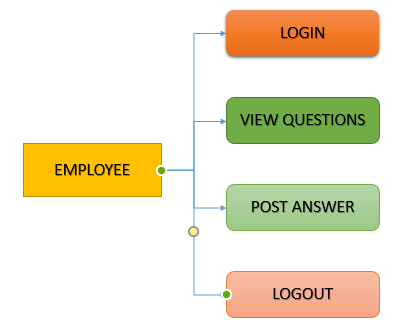 LOGIN
VIEW QUESTIONS
EMPLOYEE
POST ANSWER
LOGOUT